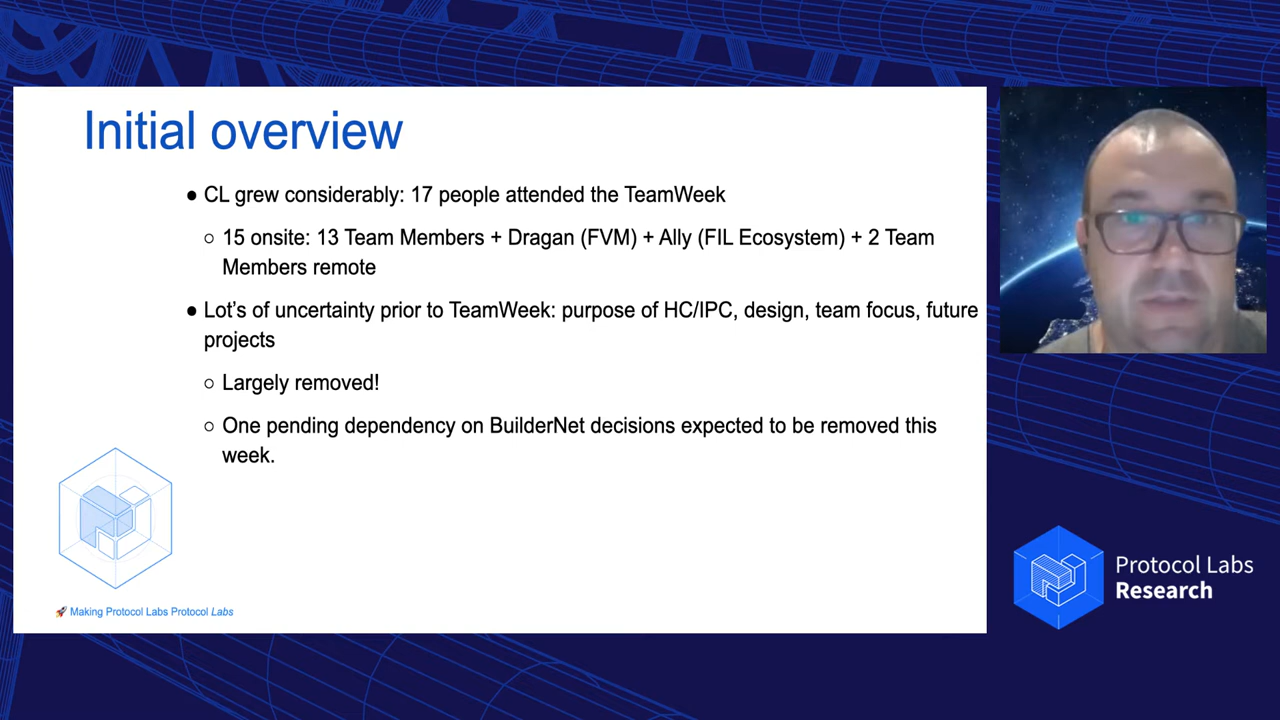 Initial overview
● CL grew considerably: 17 people attended the TeamWeek
○ 15 onsite: 13 Team Members + Dragan (FVM) + Ally (FIL Ecosystem) + 2 Team
Members remote
● Lot’s of uncertainty prior to TeamWeek: purpose of HC/IPC, design, team focus, future
projects
○ Largely removed!
○ One pending dependency on BuilderNet decisions expected to be removed this
week.
🚀 Making Protocol Labs Protocol Labs
Protocol Labs
Research